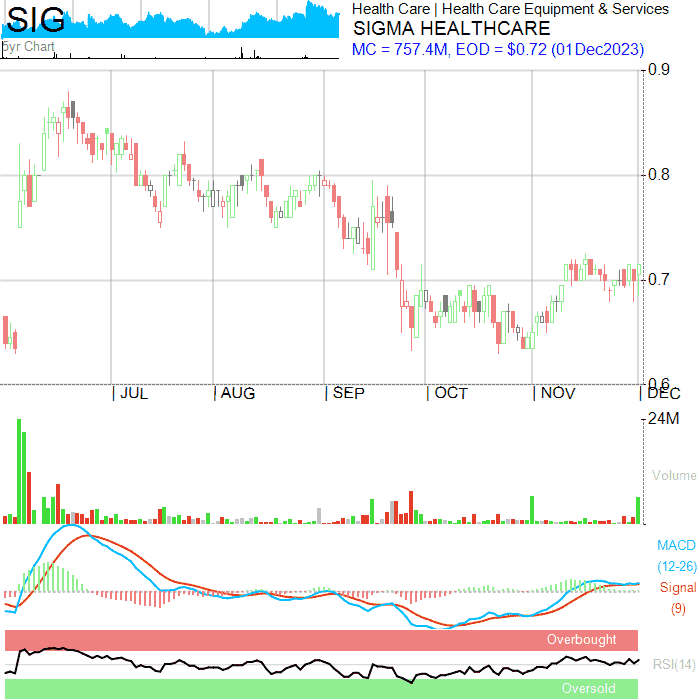 SIG
5yr Chart
Health Care | Health Care Equipment & Services
SIGMA HEALTHCARE
MC = 757.4M, EOD = $0.72 (01Dec2023)
0.9
0.8
0.7
0.6
| JUL | AUG | SEP | OCT | NOV | DEC
24M
Volume
MACD
(12-26)
Signal
(9)
Overbought
RSI(14)
Oversold